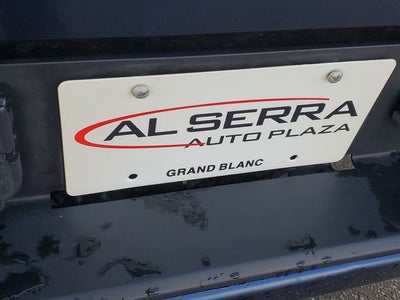 AL SERRA
AUTO PLAZA
GRAND BLANC